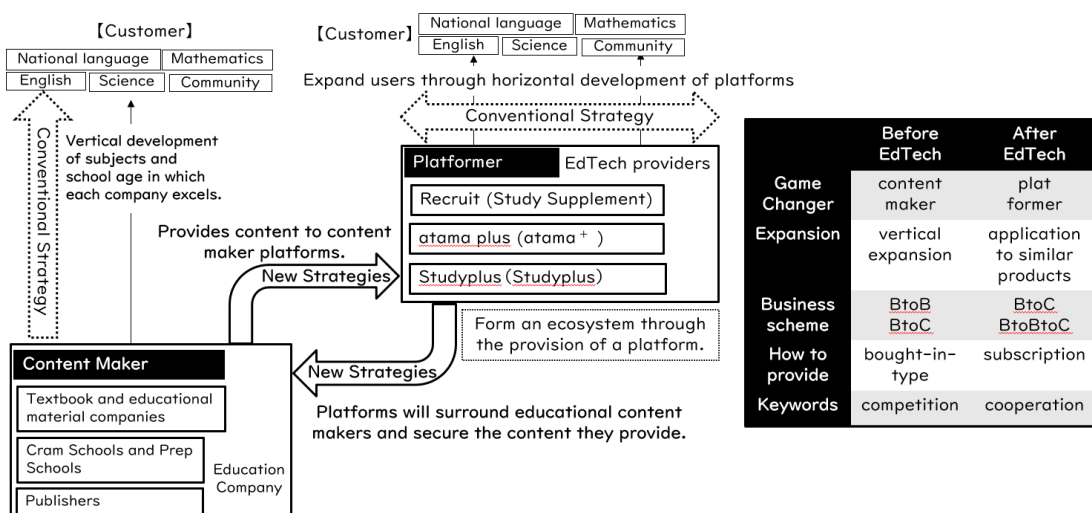 【Customer】
National language
Mathematics
English
Science
Community
Conventional Strategy
Vertical development
of subjects and
school age in which
each company excels.
【Customer】
National language
Mathematics
English
Science
Community
Expand users through horizontal development of platforms
Conventional Strategy
Platformer
EdTech providers
Recruit (Study Supplement)
atama plus (atama⁺ )
Studyplus (Studyplus)
Provides content to content
maker platforms.
New Strategies
Form an ecosystem through
the provision of a platform.
New Strategies
Platforms will surround educational content
makers and secure the content they provide.
Content Maker
Textbook and educational
material companies
Cram Schools and Prep
Schools
Publishers
Education
Company
Before
EdTech
After
EdTech
Game
Changer
content
maker
plat
former
Expansion
vertical
expansion
application
to similar
products
Business
scheme
BtoB
BtoC
BtoC
BtoBtoC
How to
provide
bought-in-
type
subscription
Keywords
competition
cooperation